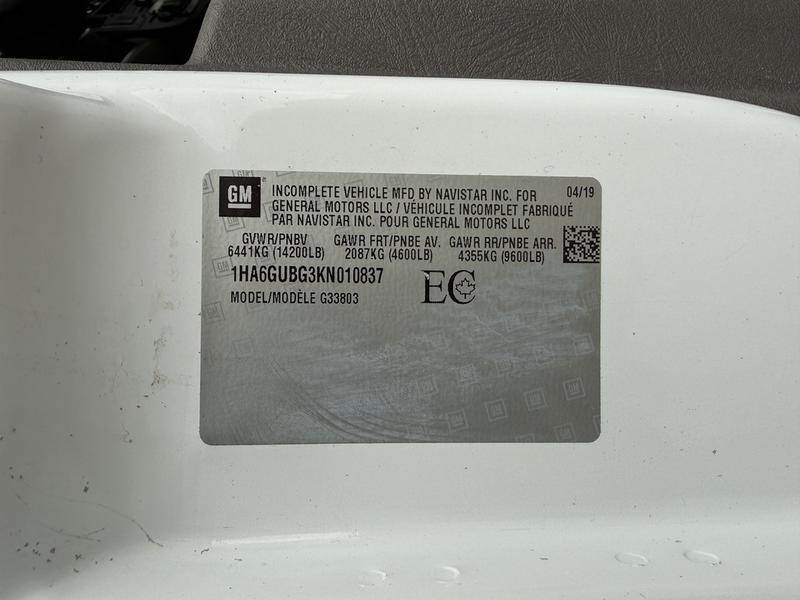 GM INCOMPLETE VEHICLE MFD BY NAVISTAR INC. FOR 04/19
GENERAL MOTORS LLC / VÉHICULE INCOMPLET FABRIQUÉ
PAR NAVISTAR INC. POUR GENERAL MOTORS LLC
GVWR/PNBV GAWR FRT/PNBE AV. GAWR RR/PNBE ARR.
6441KG (14200LB) 2087KG (4600LB) 4355KG (9600LB)
1HA6GUBG3KN010837
MODEL/MODÈLE G33803
EC